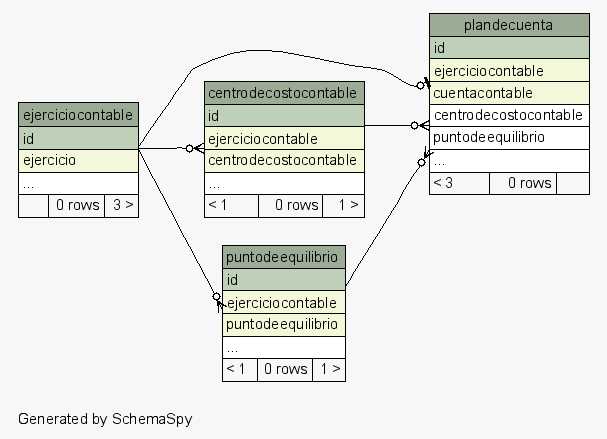 plandecuenta
id
ejerciciocontable
cuentacontable
centrodecostocontable
puntodeequilibrio
...
< 3 0 rows
centrodecostocontable
id
ejerciciocontable
centrodecostocontable
...
< 1 0 rows 1 >
ejerciciocontable
id
ejercicio
...
0 rows 3 >
puntodeequilibrio
id
ejerciciocontable
puntodeequilibrio
...
< 1 0 rows 1 >
Generated by SchemaSpy